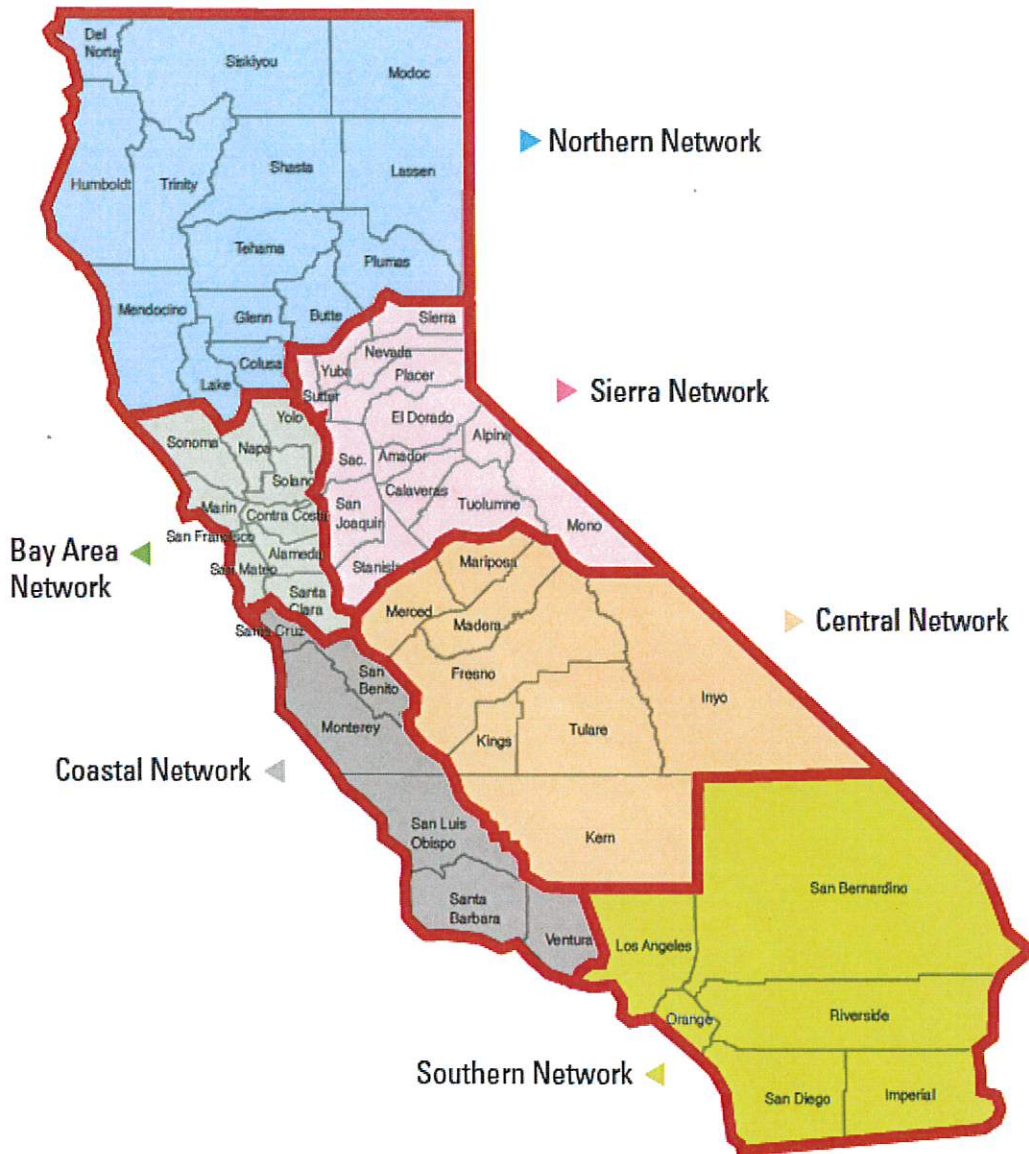 Del
Norte
Siskiyou
Modoc
Northern Network
Humboldt
Trinity
Shasta
Lassen
Tehama
Plumas
Mendocino
Glenn
Butte
Sierra
Colusa
Lake
Nevada
Yuba
Placer
Sutter
Sierra Network
El Dorado
Yolo
Sonoma
Napa
Alpine
Sac.
Amador
Solano
Calaveras
Tuolumne
Marin
Contra Costa
San
Joaquin
Mono
San Francisco
Alameda
Bay Area
Network
San Mateo
Stanislaus
Mariposa
Santa
Clara
Merced
Madera
Central Network
Santa Cruz
San
Benito
Fresno
Inyo
Monterey
Kings
Tulare
Coastal Network
San Luis
Obispo
Kern
San Bernardino
Santa
Barbara
Ventura
Los Angeles
Orange
Riverside
Southern Network
San Diego
Imperial